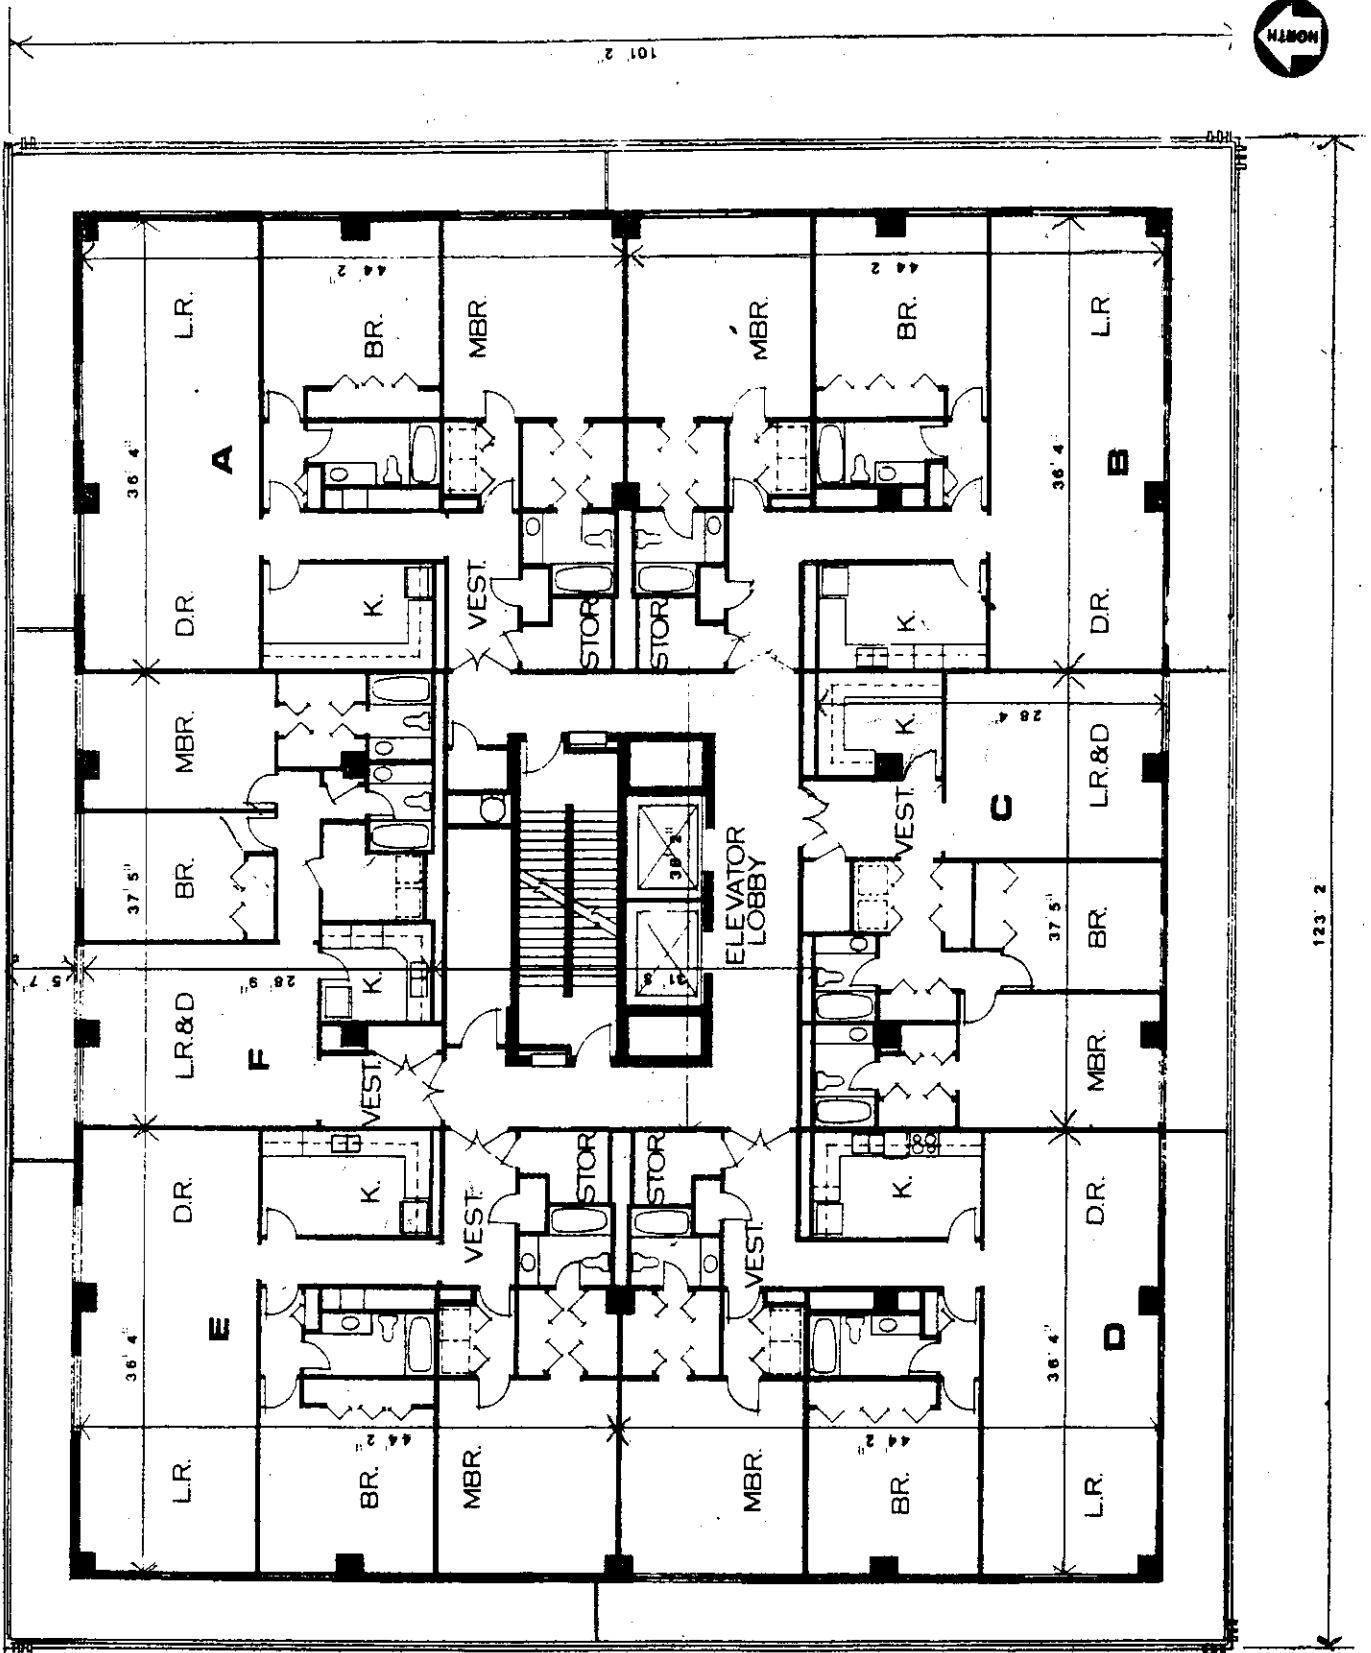 NORTH
101' 2"
L.R.
44' 2"
BR.
MBR.
MBR.
44' 2
BR.
L.R
A
36' 4"
36' 4"
B
D.R.
K.
VEST.
STOR
STOR
K.
D.R.
MBR.
K.
28' 4"
L.R.&D
C
VEST.
BR.
37' 5"
ELEVATOR
LOBBY
37' 5"
BR.
123' 2
5' 7"
28' 9"
31' 8
K.
L.R.&D
F
VEST.
MBR.
D.R.
K.
VEST.
STOR
STOR
VEST.
K.
D.R.
E
36' 4"
36' 4"
D
44' 2"
44' 2"
L.R.
BR.
MBR.
MBR.
BR.
L.R.